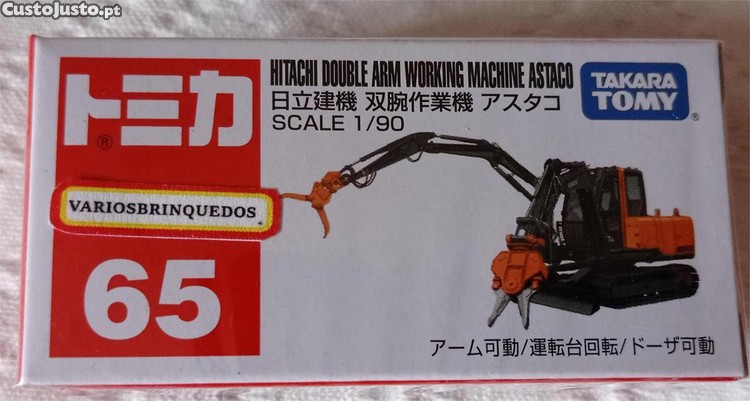 CustoJusto.pt
HITACHI DOUBLE ARM WORKING MACHINE ASTACO
日立建機 双腕作業機 アスタコ
SCALE 1/90
TAKARA
TOMY
®
トミカ
®
VARIOSBRINQUEDOS.
65
アーム可動/運転台回転/ドーザ可動